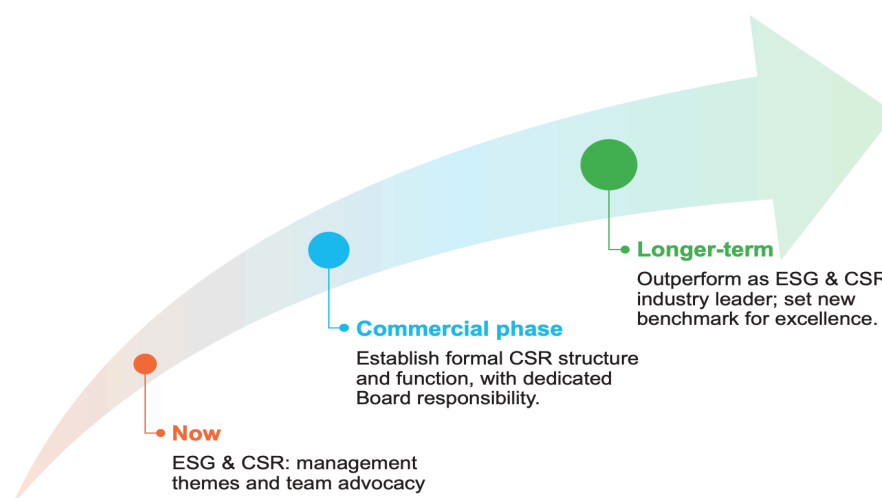 Now
ESG & CSR: management
themes and team advocacy
Commercial phase
Establish formal CSR structure
and function, with dedicated
Board responsibility.
Longer-term
Outperform as ESG & CSR
industry leader; set new
benchmark for excellence.